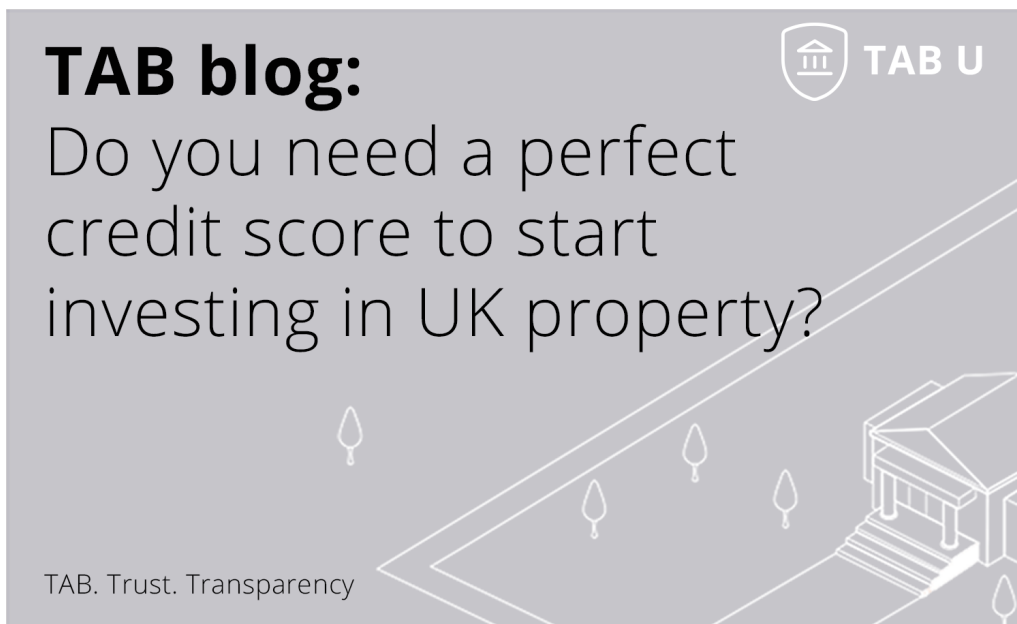 TAB blog:
TAB U
Do you need a perfect
credit score to start
investing in UK property?
TAB. Trust. Transparency